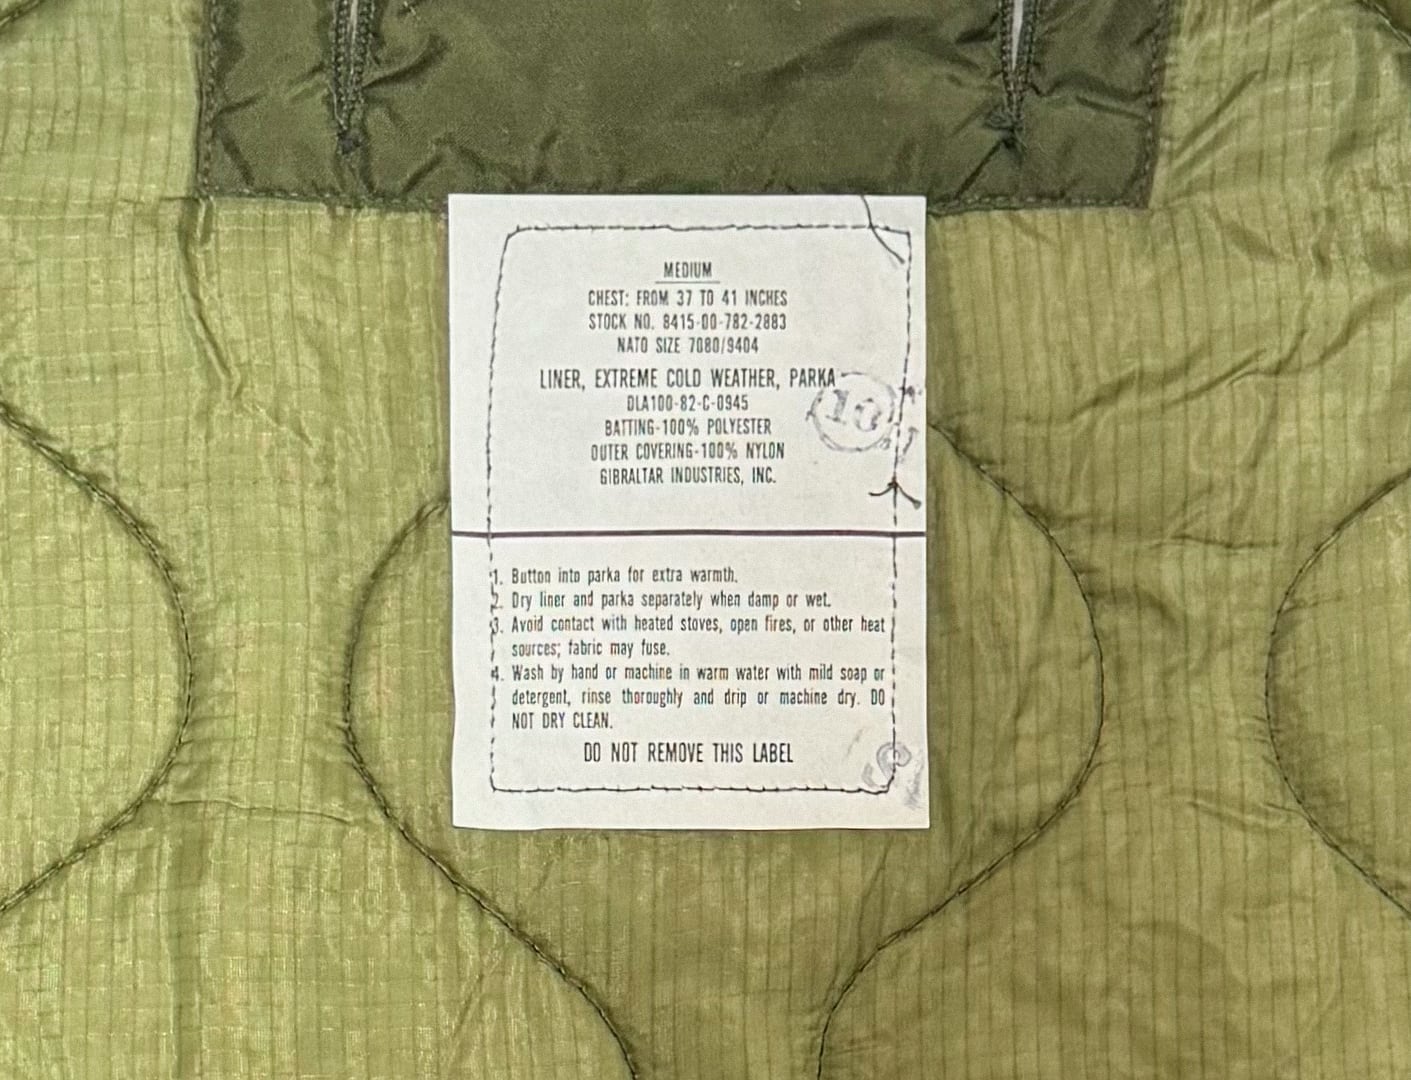 MEDIUM
CHEST: FROM 37 TO 41 INCHES
STOCK NO. 8415-00-782-2883
NATO SIZE 7080/9404
LINER, EXTREME COLD WEATHER, PARKA
DLA100-82-C-0945
BATTING-100% POLYESTER
OUTER COVERING-100% NYLON
GIBRALTAR INDUSTRIES, INC.
1. Button into parka for extra warmth.
2. Dry liner and parka separately when damp or wet.
3. Avoid contact with heated stoves, open fires, or other heat
sources; fabric may fuse.
4. Wash by hand or machine in warm water with mild soap or
detergent, rinse thoroughly and drip or machine dry. DO
NOT DRY CLEAN.
DO NOT REMOVE THIS LABEL